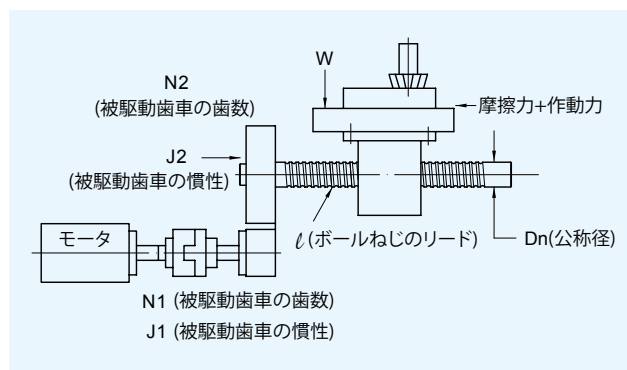 W
N2
(被駆動歯車の歯数)
摩擦力+作動力
J2
(被駆動歯車の慣性)
モータ
ℓ(ボールねじのリード)
Dn(公称径)
N1 (被駆動歯車の歯数)
J1 (被駆動歯車の慣性)